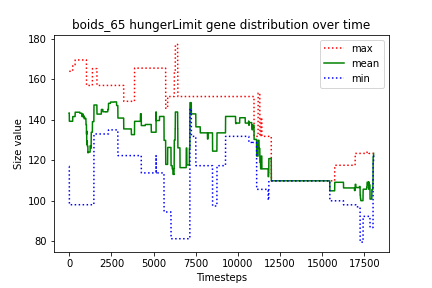 boids_65 hungerLimit gene distribution over time
180
160
140
120
100
80
Size value
max
mean
min
0
2500
5000
7500
10000
12500
15000
17500
Timesteps